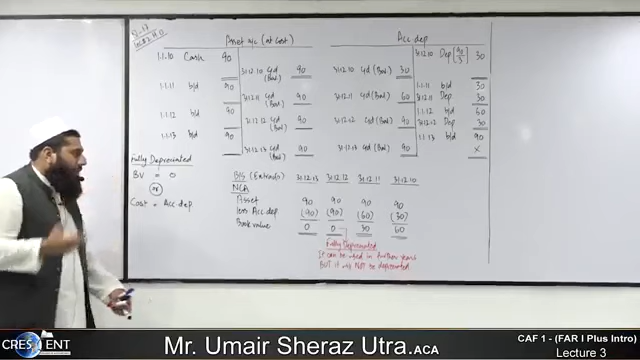 Asset a/c (at cost)
Acc dep
1.1.10 Cash 90
31.12.10 c/d (Bal) 90
31.12.10 c/d (Bal) 30
31.12.10 Dep [90/3] 30
1.1.11 b/d 90
31.12.11 c/d (Bal) 90
31.12.11 c/d (Bal) 60
1.1.11 b/d 30
31.12.11 Dep 30
1.1.12 b/d 90
31.12.12 c/d (Bal) 90
31.12.12 c/d (Bal) 90
1.1.12 b/d 60
31.12.12 Dep 30
1.1.13 b/d 90
31.12.13 c/d (Bal) 90
31.12.13 c/d (Bal) 90
1.1.13 b/d 90
x
Fully Depreciated
BV = 0
or
Cost = Acc dep
B/S (Extracts) 31.12.13 31.12.12 31.12.11 31.12.10
NCA
Asset 90 90 90 90
less Acc dep (90) (90) (60) (30)
Book value 0 0 30 60
Fully Depreciated
It can be used in further years
BUT it will NOT be depreciated
CRESCENT
Mr. Umair Sheraz Utra.ACA
CAF 1 - (FAR I Plus Intro)
Lecture 3